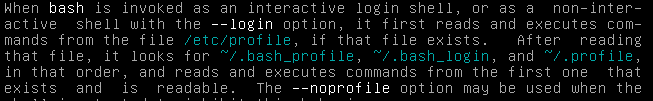 When bash is invoked as an interactive login shell, or as a non-inter-
active shell with the --login option, it first reads and executes com-
mands from the file /etc/profile, if that file exists. After reading
that file, it looks for ~/.bash_profile, ~/.bash_login, and ~/.profile,
in that order, and reads and executes commands from the first one that
exists and is readable. The --noprofile option may be used when the